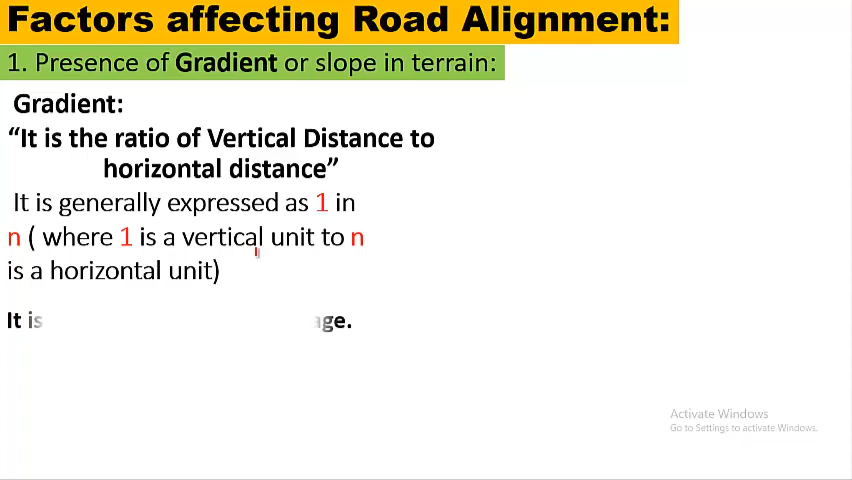 Factors affecting Road Alignment:
1. Presence of Gradient or slope in terrain:
Gradient:
“It is the ratio of Vertical Distance to
horizontal distance”
It is generally expressed as 1 in
n ( where 1 is a vertical unit to n
is a horizontal unit)
It is
Activate Windows
Go to Settings to activate Windows.